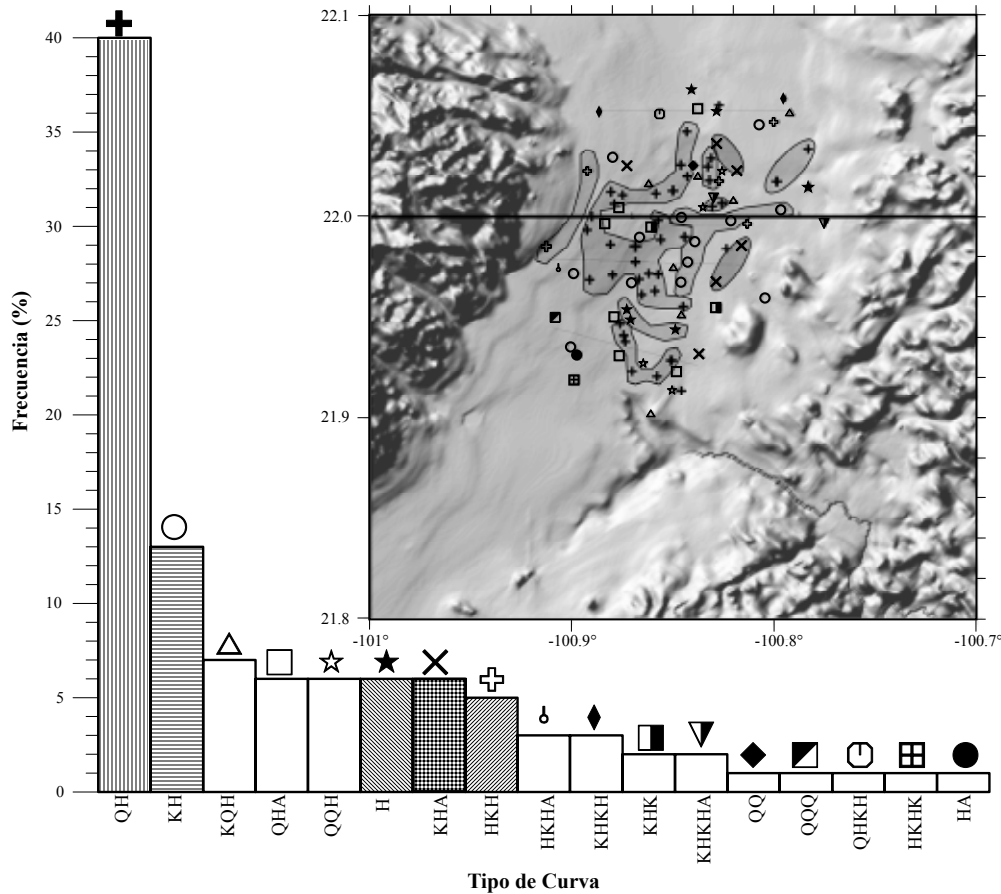 22.1
22.0
21.9
21.8
-101°
-100.9°
-100.8°
-100.7°
Frecuencia (%)
40
35
30
25
20
15
10
5
0
QH
KH
KQH
QHA
QQH
H
KHA
HKH
HKHA
KHKH
KHK
KHKHA
QQ
QQQ
QHKH
HKHK
HA
Tipo de Curva